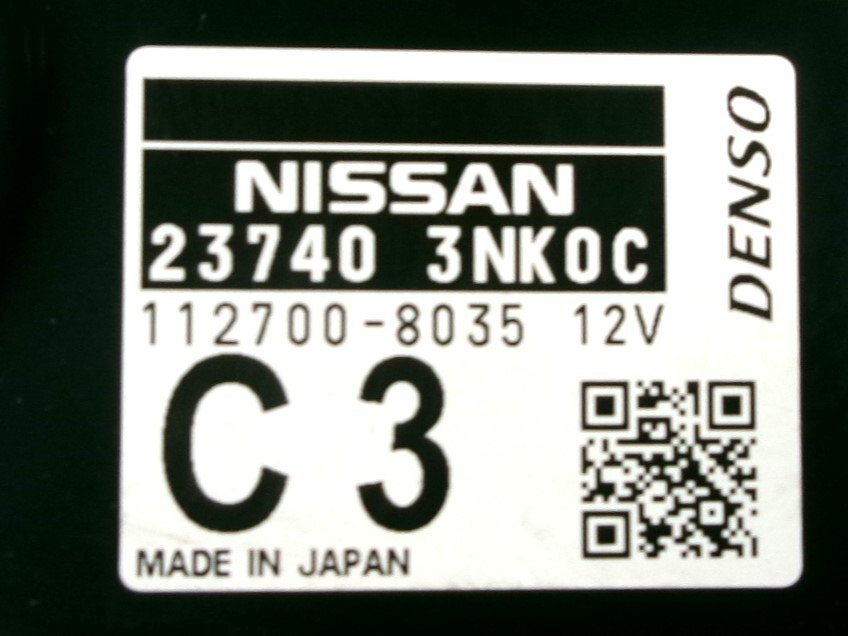 NISSAN
23740 3NK0C
112700-8035 12V
C 3
MADE IN JAPAN
DENSO